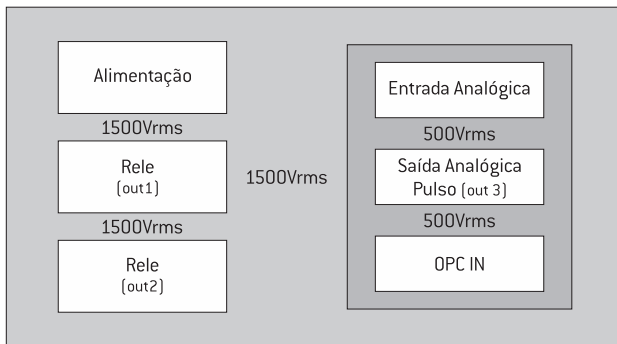 Alimentação
1500Vrms
Rele
(out1)
1500Vrms
Rele
(out2)
1500Vrms
Entrada Analógica
500Vrms
Saída Analógica
Pulso (out 3)
500Vrms
OPC IN